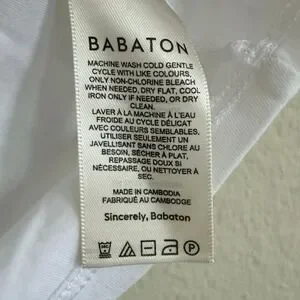 BABATON
MACHINE WASH COLD GENTLE
CYCLE WITH LIKE COLOURS,
ONLY NON-CHLORINE BLEACH
WHEN NEEDED, DRY FLAT, COOL
IRON ONLY IF NEEDED, OR DRY
CLEAN.
LAVER À LA MACHINE À L'EAU
FROIDE AU CYCLE DÉLICAT
AVEC COULEURS SEMBLABLES,
UTILISER SEULEMENT UN
JAVELLISANT SANS CHLORE AU
BESOIN, SÉCHER À PLAT,
REPASSAGE DOUX SI
NÉCESSAIRE, OU NETTOYER À
SEC.
MADE IN CAMBODIA
FABRIQUÉ AU CAMBODGE
Sincerely, Babaton
P